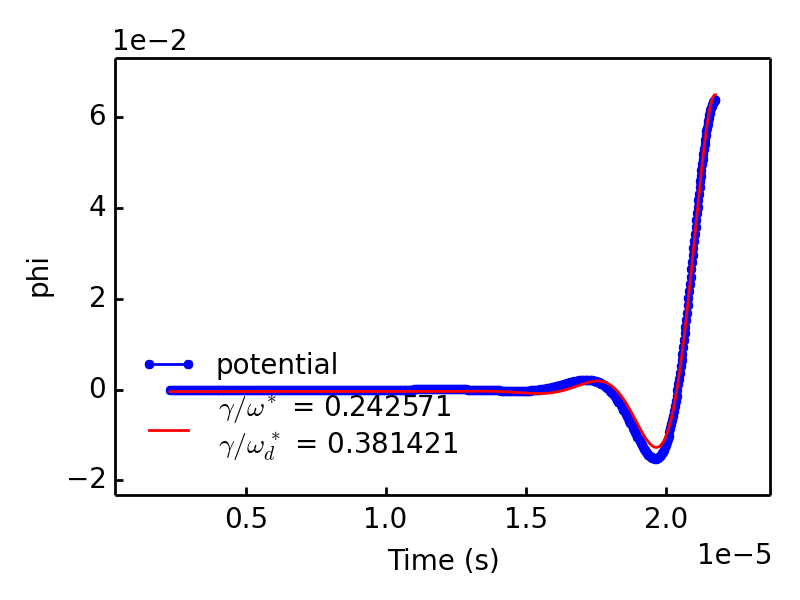 1e−2
6
4
2
0
−2
phi
potential
γ/ω* = 0.242571
γ/ω*_d = 0.381421
0.5 1.0 1.5 2.0
1e−5
Time (s)